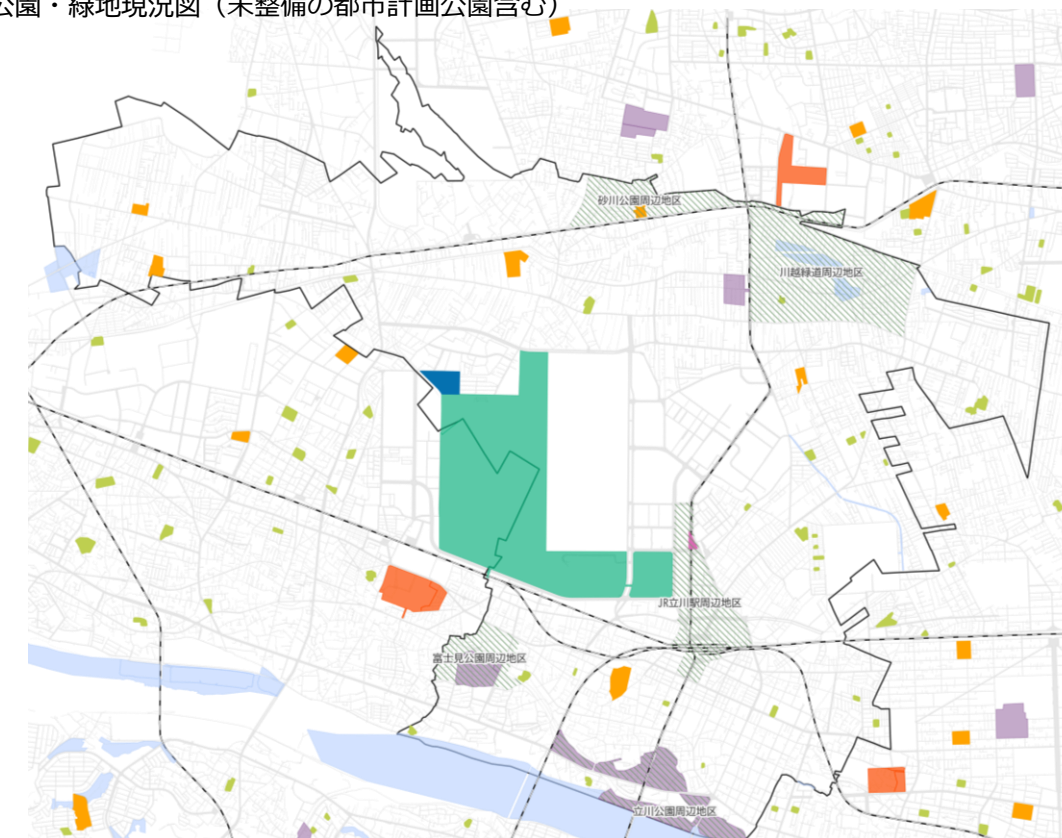 公園・緑地現況図（未整備の都市計画公園含む）
砂川公園周辺地区
川越緑道周辺地区
JR立川駅周辺地区
富士見公園周辺地区
立川公園周辺地区